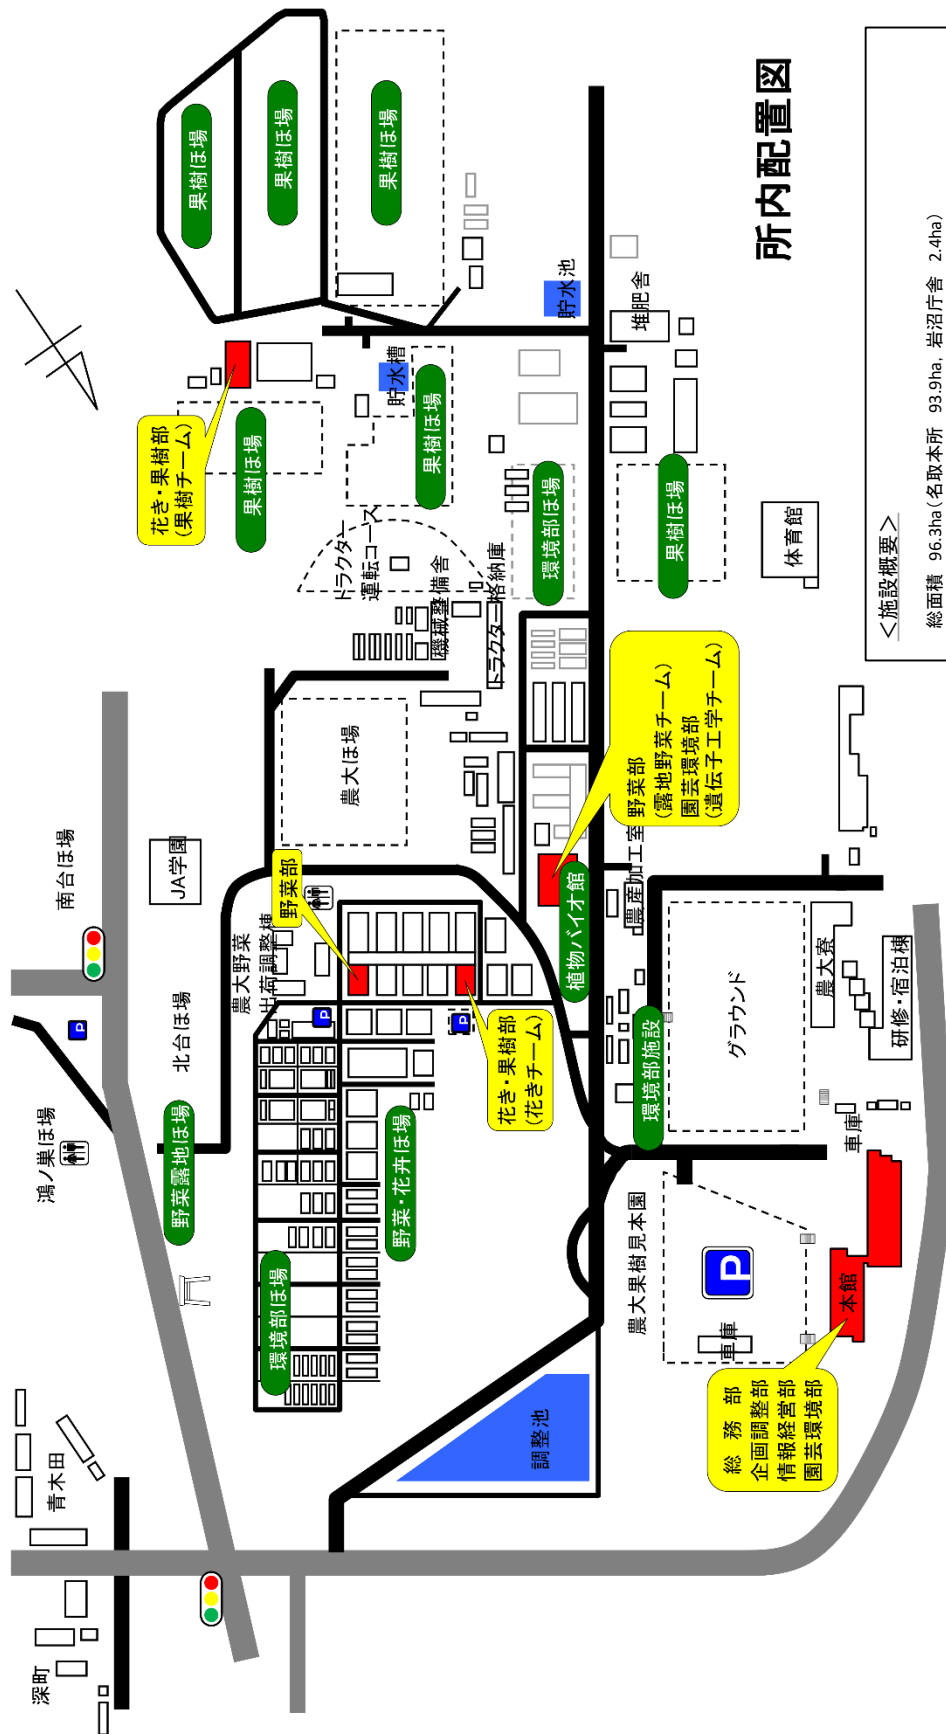 所内配置図
＜施設概要＞
総面積 96.3ha(名取本所 93.9ha, 岩沼庁舎 2.4ha)
深町
青木田
鴻ノ巣ほ場
P
南台ほ場
北台ほ場
JA学園
野菜露地ほ場
環境部ほ場
野菜・花卉ほ場
農大野菜
出荷調整棟
P
P
野菜部
花き・果樹部
(花きチーム)
農大ほ場
花き・果樹部
(果樹チーム)
果樹ほ場
果樹ほ場
果樹ほ場
果樹ほ場
貯水槽
果樹ほ場
トラクター
運転コース
機械整備舎
トラクター格納庫
環境部ほ場
貯水池
堆肥舎
果樹ほ場
体育館
野菜部
(露地野菜チーム)
園芸環境部
(遺伝子工学チーム)
植物バイオ館
農産加工室
環境部施設
グラウンド
農大寮
研修・宿泊棟
車庫
調整池
農大果樹見本園
P
車庫
本館
総務部
企画調整部
情報経営部
園芸環境部